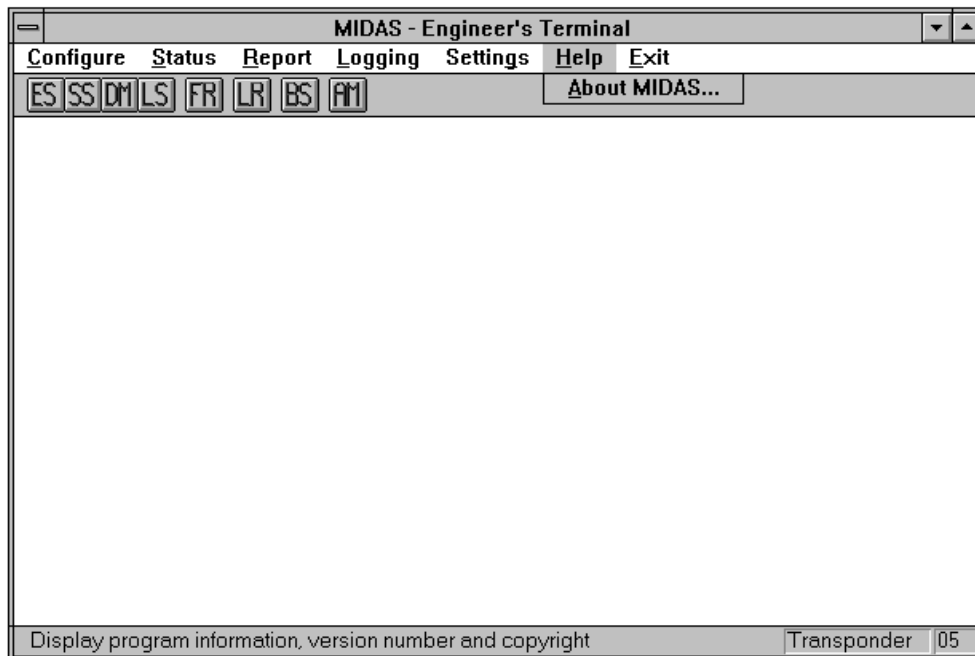 MIDAS - Engineer's Terminal
Configure Status Report Logging Settings Help Exit
ES SS DM LS FR LR BS AM About MIDAS...
Display program information, version number and copyright Transponder 05